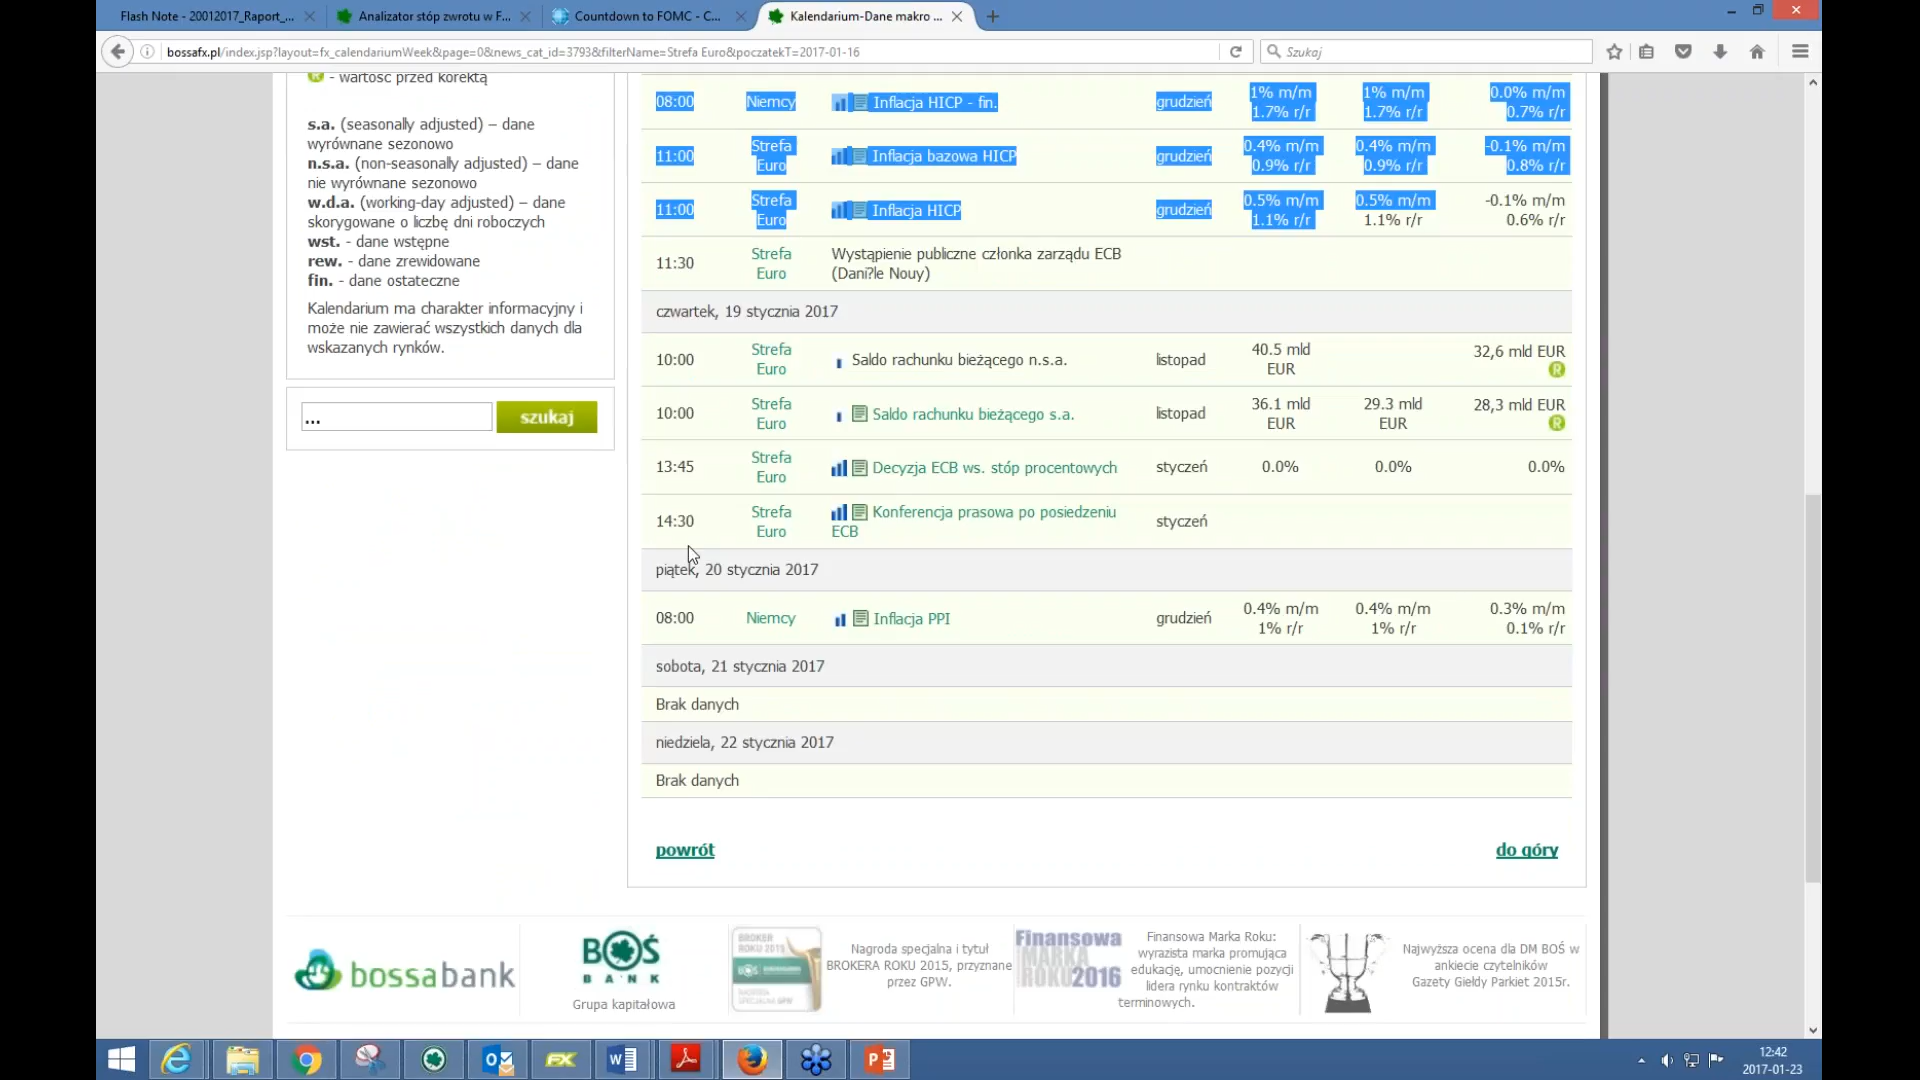 Flash Note - 20012017_Raport_...
Analizator stóp zwrotu w F...
Countdown to FOMC - C...
Kalendarium-Dane makro ...
bossafx.pl/index.jsp?layout=fx_calendariumWeek&page=0&news_cat_id=3793&filterName=Strefa Euro&poczatekT=2017-01-16
Szukaj
R - wartość przed korektą
s.a. (seasonally adjusted) – dane
wyrównane sezonowo
n.s.a. (non-seasonally adjusted) – dane
nie wyrównane sezonowo
w.d.a. (working-day adjusted) – dane
skorygowane o liczbę dni roboczych
wst. - dane wstępne
rew. - dane zrewidowane
fin. - dane ostateczne
Kalendarium ma charakter informacyjny i
może nie zawierać wszystkich danych dla
wskazanych rynków.
...
szukaj
08:00 Niemcy Inflacja HICP - fin. grudzień 1% m/m 1% m/m 0.0% m/m
1.7% r/r 1.7% r/r 0.7% r/r
11:00 Strefa Euro Inflacja bazowa HICP grudzień 0.4% m/m 0.4% m/m -0.1% m/m
0.9% r/r 0.9% r/r 0.8% r/r
11:00 Strefa Euro Inflacja HICP grudzień 0.5% m/m 0.5% m/m -0.1% m/m
1.1% r/r 1.1% r/r 0.6% r/r
11:30 Strefa Euro Wystąpienie publiczne członka zarządu ECB
(Dani?le Nouy)
czwartek, 19 stycznia 2017
10:00 Strefa Euro Saldo rachunku bieżącego n.s.a. listopad 40.5 mld EUR 32,6 mld EUR
R
10:00 Strefa Euro Saldo rachunku bieżącego s.a. listopad 36.1 mld EUR 29.3 mld EUR 28,3 mld EUR
R
13:45 Strefa Euro Decyzja ECB ws. stóp procentowych styczeń 0.0% 0.0% 0.0%
14:30 Strefa Euro Konferencja prasowa po posiedzeniu styczeń
ECB
piątek, 20 stycznia 2017
08:00 Niemcy Inflacja PPI grudzień 0.4% m/m 0.4% m/m 0.3% m/m
1% r/r 1% r/r 0.1% r/r
sobota, 21 stycznia 2017
Brak danych
niedziela, 22 stycznia 2017
Brak danych
powrót
do góry
bossabank
BOŚ
BANK
Grupa kapitałowa
BROKER
ROKU 2015
Nagroda specjalna i tytuł
BROKERA ROKU 2015, przyznane
przez GPW.
Finansowa
MARKA
ROKU2016
Finansowa Marka Roku:
wyrazista marka promująca
edukację, umocnienie pozycji
lidera rynku kontraktów
terminowych.
Najwyższa ocena dla DM BOŚ w
ankiecie czytelników
Gazety Giełdy Parkiet 2015r.
FX
12:42
2017-01-23